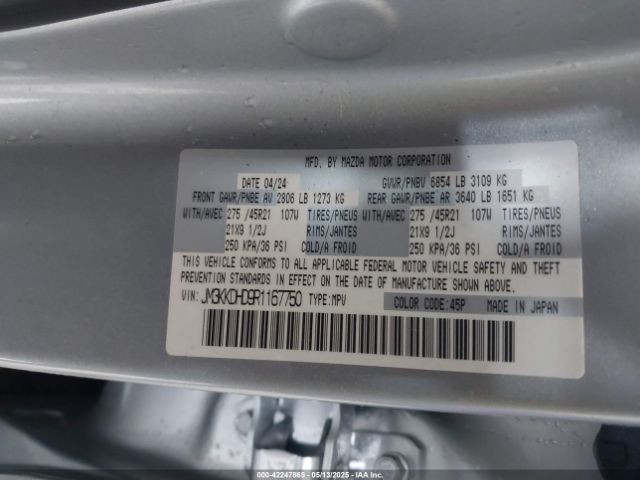 MFD. BY MAZDA MOTOR CORPORATION
DATE 04/24 GVWR/PNBV 6854 LB 3109 KG
FRONT GAWR/PNBE AV 2806 LB 1273 KG REAR GAWR/PNBE AR 3640 LB 1651 KG
WITH/AVEC 275 /45R21 107W TIRES/PNEUS WITH/AVEC 275 /45R21 107W TIRES/PNEUS
21X9 1/2J RIMS/JANTES 21X9 1/2J RIMS/JANTES
250 KPA/36 PSI COLD/A FROID 250 KPA/36 PSI COLD/A FROID
THIS VEHICLE CONFORMS TO ALL APPLICABLE FEDERAL MOTOR VEHICLE SAFETY AND THEFT
PREVENTION STANDARDS IN EFFECT ON THE DATE OF MANUFACTURE SHOWN ABOVE.
VIN: JM3KKDHD9R1167750 TYPE:MPV COLOR CODE:45P MADE IN JAPAN
000-42247865 - 05/13/2025 - IAA Inc.